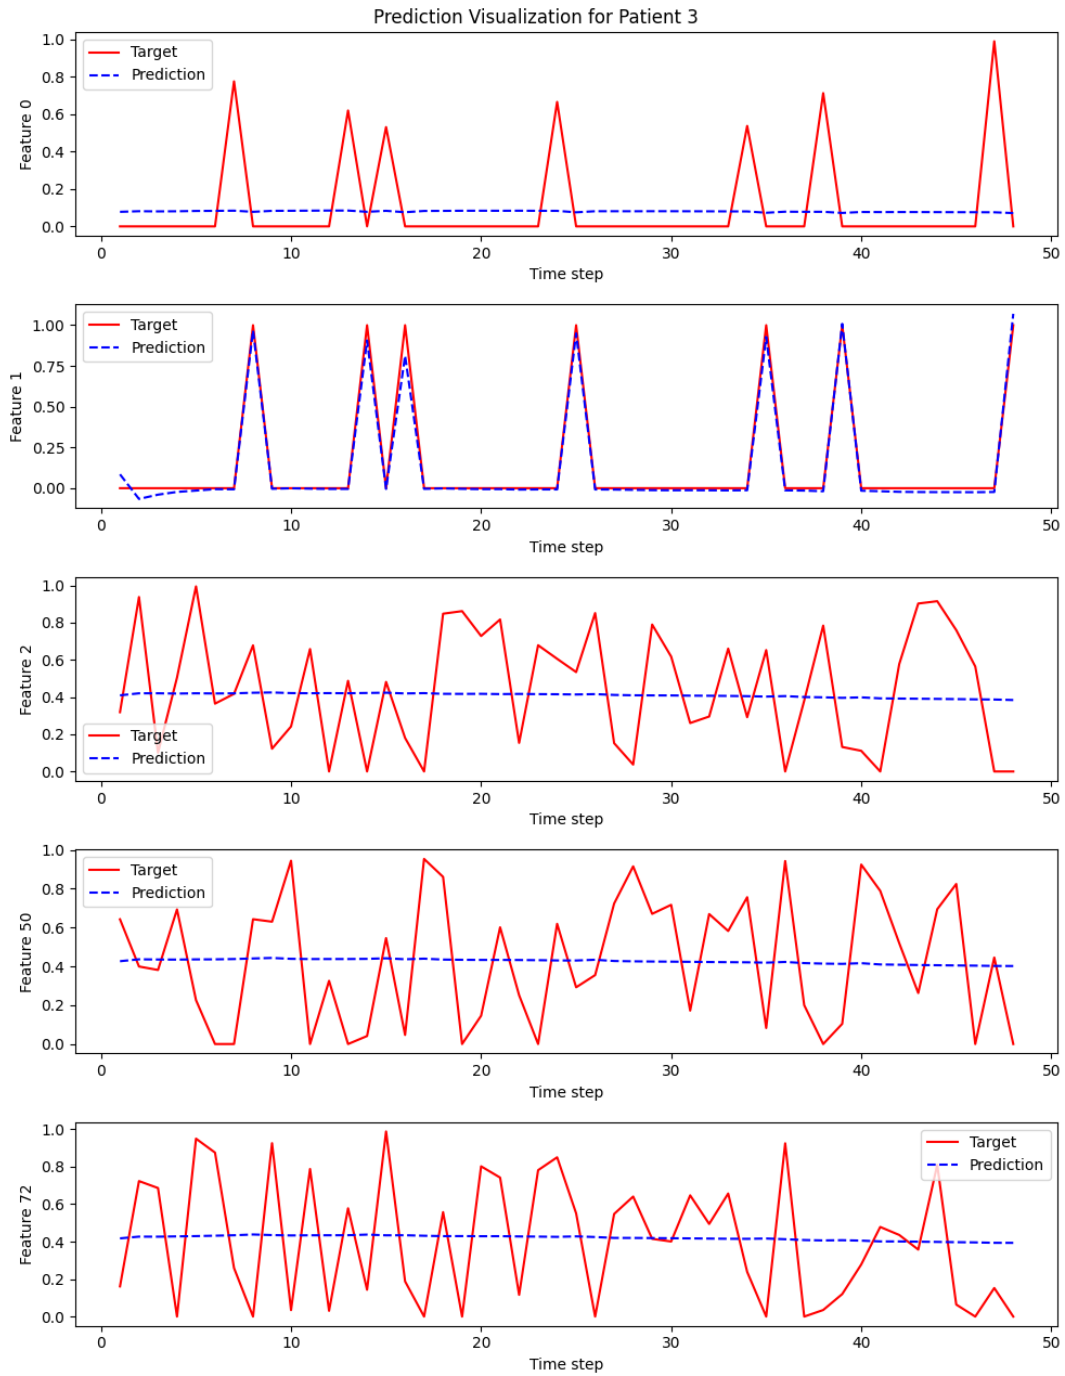 Prediction Visualization for Patient 3
1.0
0.8
0.6
0.4
0.2
0.0
Feature 0
Target
Prediction
0 10 20 30 40 50
Time step
1.00
0.75
0.50
0.25
0.00
Feature 1
Target
Prediction
0 10 20 30 40 50
Time step
1.0
0.8
0.6
0.4
0.2
0.0
Feature 2
Target
Prediction
0 10 20 30 40 50
Time step
1.0
0.8
0.6
0.4
0.2
0.0
Feature 50
Target
Prediction
0 10 20 30 40 50
Time step
1.0
0.8
0.6
0.4
0.2
0.0
Feature 72
Target
Prediction
0 10 20 30 40 50
Time step